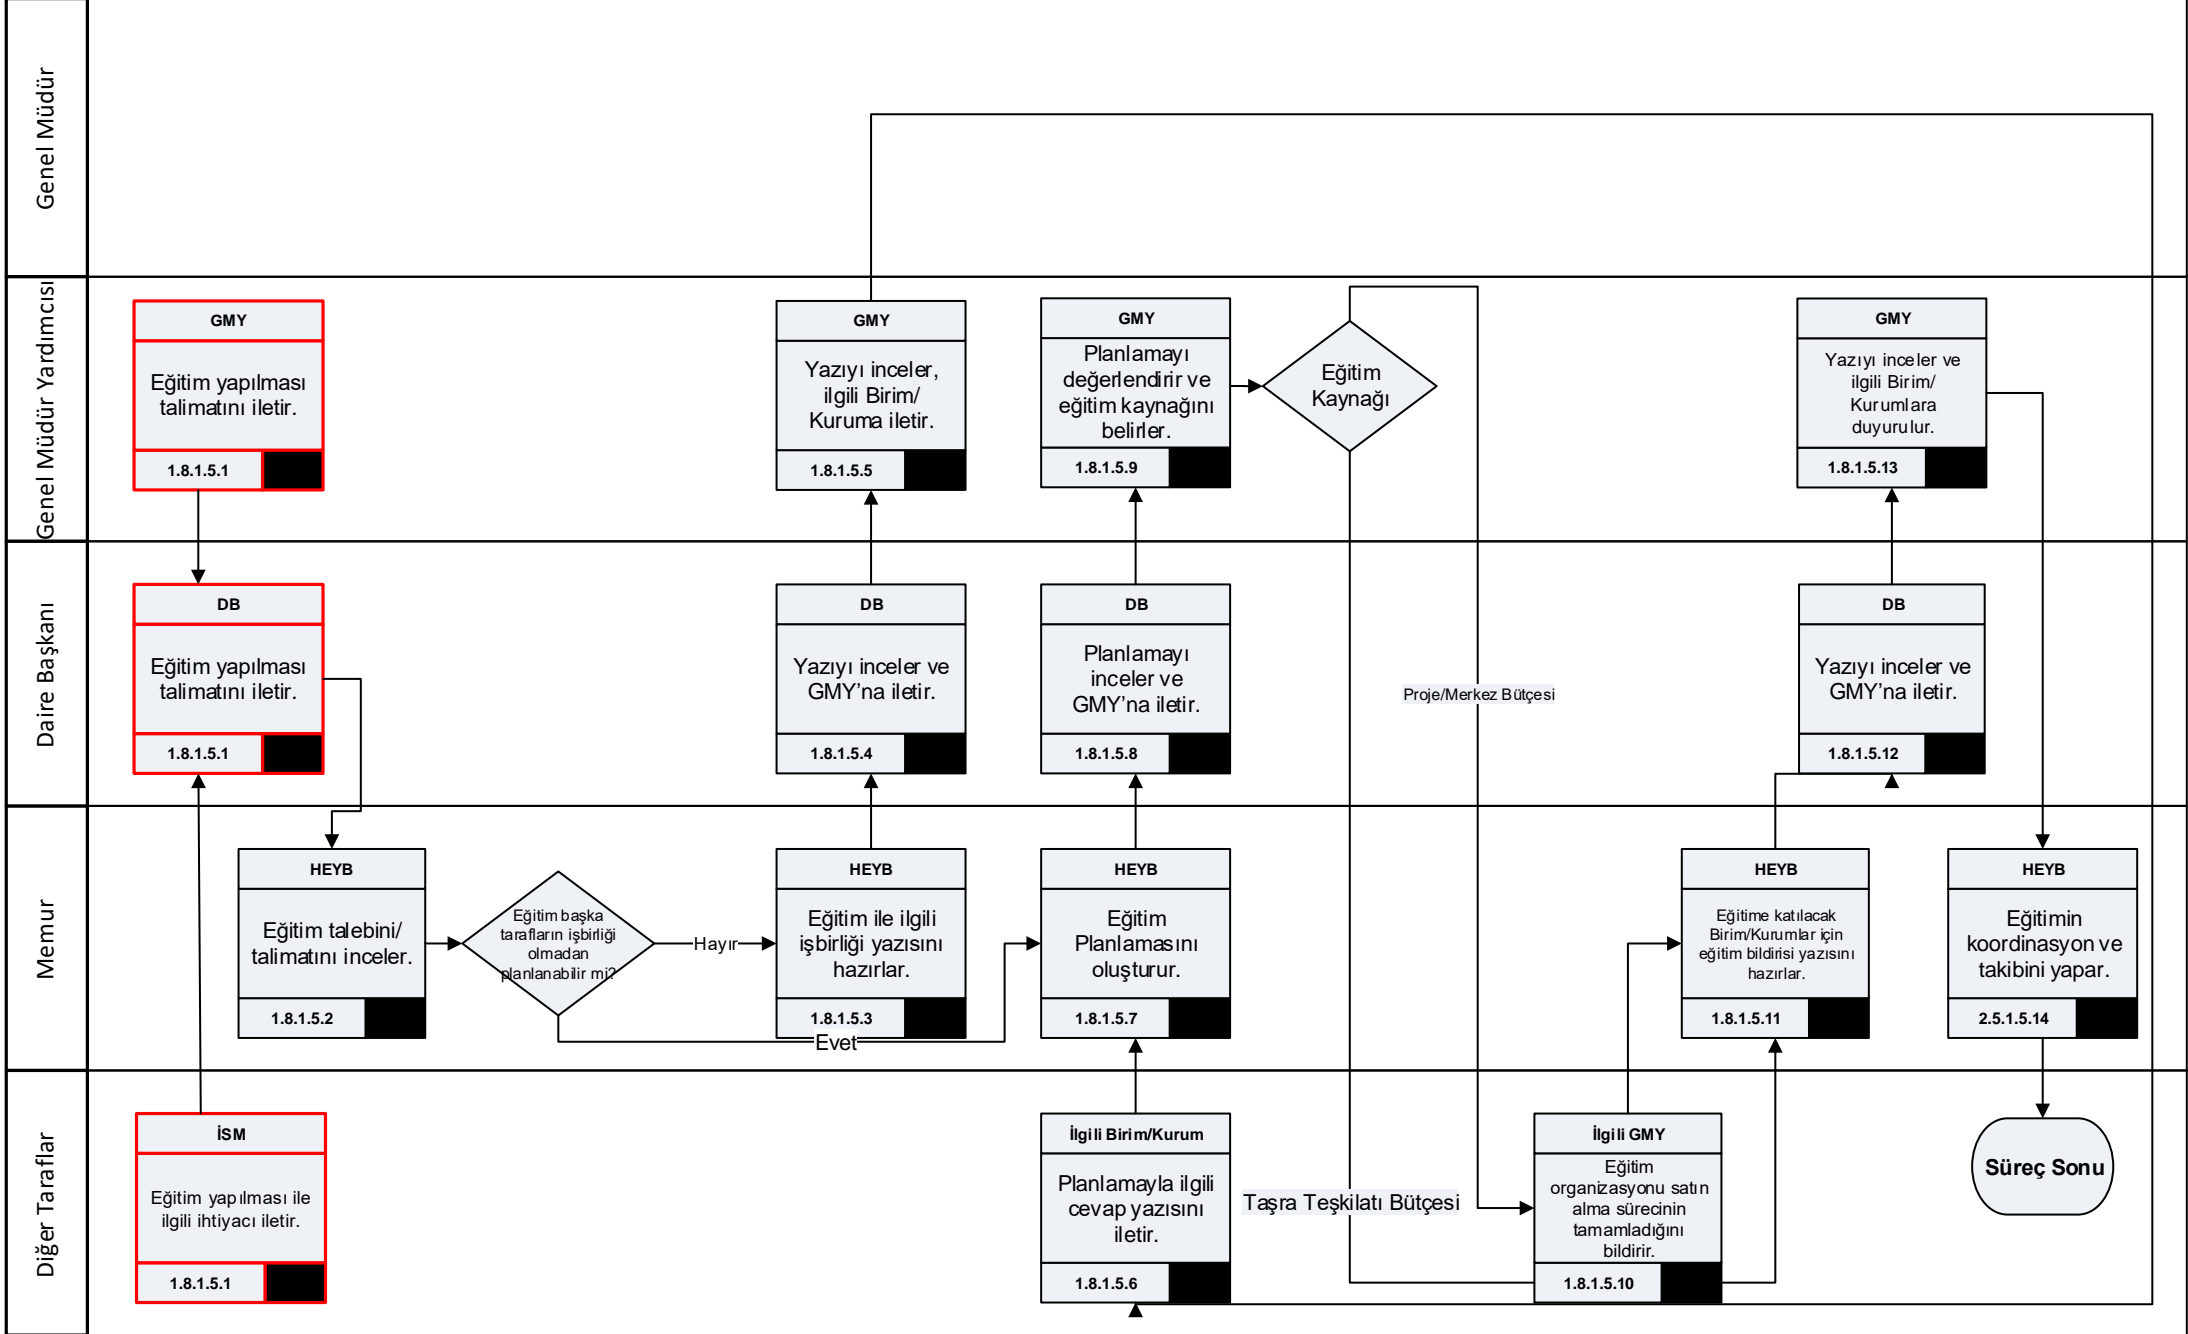 Genel Müdür
Genel Müdür Yardımcısı
GMY
Eğitim yapılması
talimatını iletir.
1.8.1.5.1
GMY
Yazıyı inceler,
ilgili Birim/
Kuruma iletir.
1.8.1.5.5
GMY
Planlamayı
değerlendirir ve
eğitim kaynağını
belirler.
1.8.1.5.9
Eğitim
Kaynağı
GMY
Yazıyı inceler ve
ilgili Birim/
Kurumlara
duyurulur.
1.8.1.5.13
Daire Başkanı
DB
Eğitim yapılması
talimatını iletir.
1.8.1.5.1
DB
Yazıyı inceler ve
GMY'na iletir.
1.8.1.5.4
DB
Planlamayı
inceler ve
GMY'na iletir.
1.8.1.5.8
Proje/Merkez Bütçesi
DB
Yazıyı inceler ve
GMY'na iletir.
1.8.1.5.12
Memur
HEYB
Eğitim talebini/
talimatını inceler.
1.8.1.5.2
Eğitim başka
tarafların işbirliği
olmadan
planlanabilir mi?
Hayır
Evet
HEYB
Eğitim ile ilgili
işbirliği yazısını
hazırlar.
1.8.1.5.3
HEYB
Eğitim
Planlamasını
oluşturur.
1.8.1.5.7
HEYB
Eğitime katılacak
Birim/Kurumlar için
eğitim bildirisi yazısını
hazırlar.
1.8.1.5.11
HEYB
Eğitimin
koordinasyon ve
takibini yapar.
2.5.1.5.14
Diğer Taraflar
İSM
Eğitim yapılması ile
ilgili ihtiyacı iletir.
1.8.1.5.1
İlgili Birim/Kurum
Planlamayla ilgili
cevap yazısını
iletir.
1.8.1.5.6
Taşra Teşkilatı Bütçesi
İlgili GMY
Eğitim
organizasyonu satın
alma sürecinin
tamamladığını
bildirir.
1.8.1.5.10
Süreç Sonu